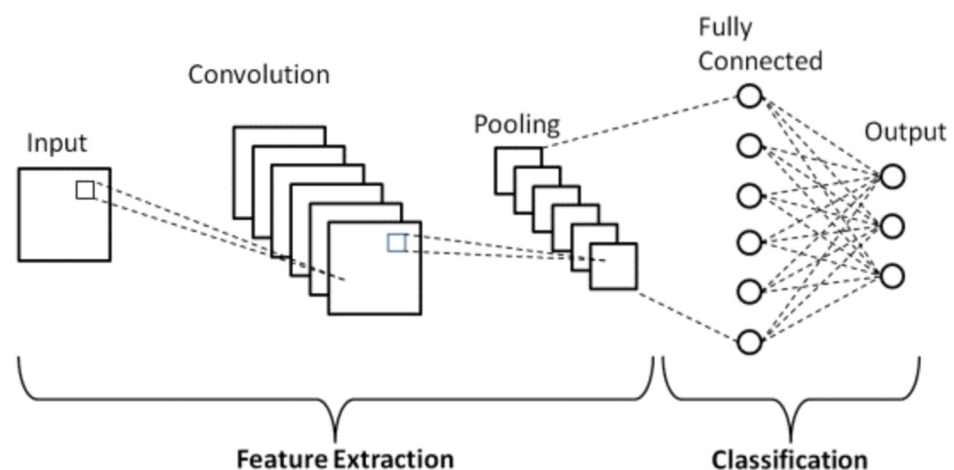 Input
Convolution
Pooling
Fully
Connected
Output
Feature Extraction
Classification